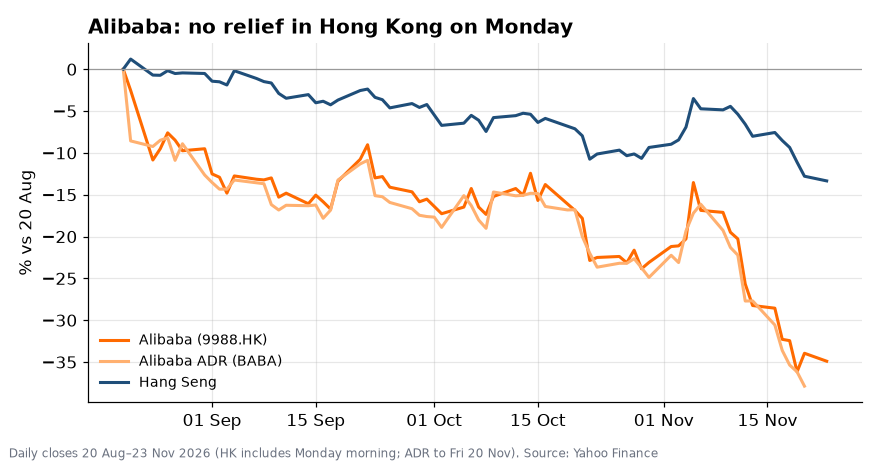 Alibaba: no relief in Hong Kong on Monday
% vs 20 Aug
0
−5
−10
−15
−20
−25
−30
−35
Alibaba (9988.HK)
Alibaba ADR (BABA)
Hang Seng
01 Sep
15 Sep
01 Oct
15 Oct
01 Nov
15 Nov
Daily closes 20 Aug–23 Nov 2026 (HK includes Monday morning; ADR to Fri 20 Nov). Source: Yahoo Finance